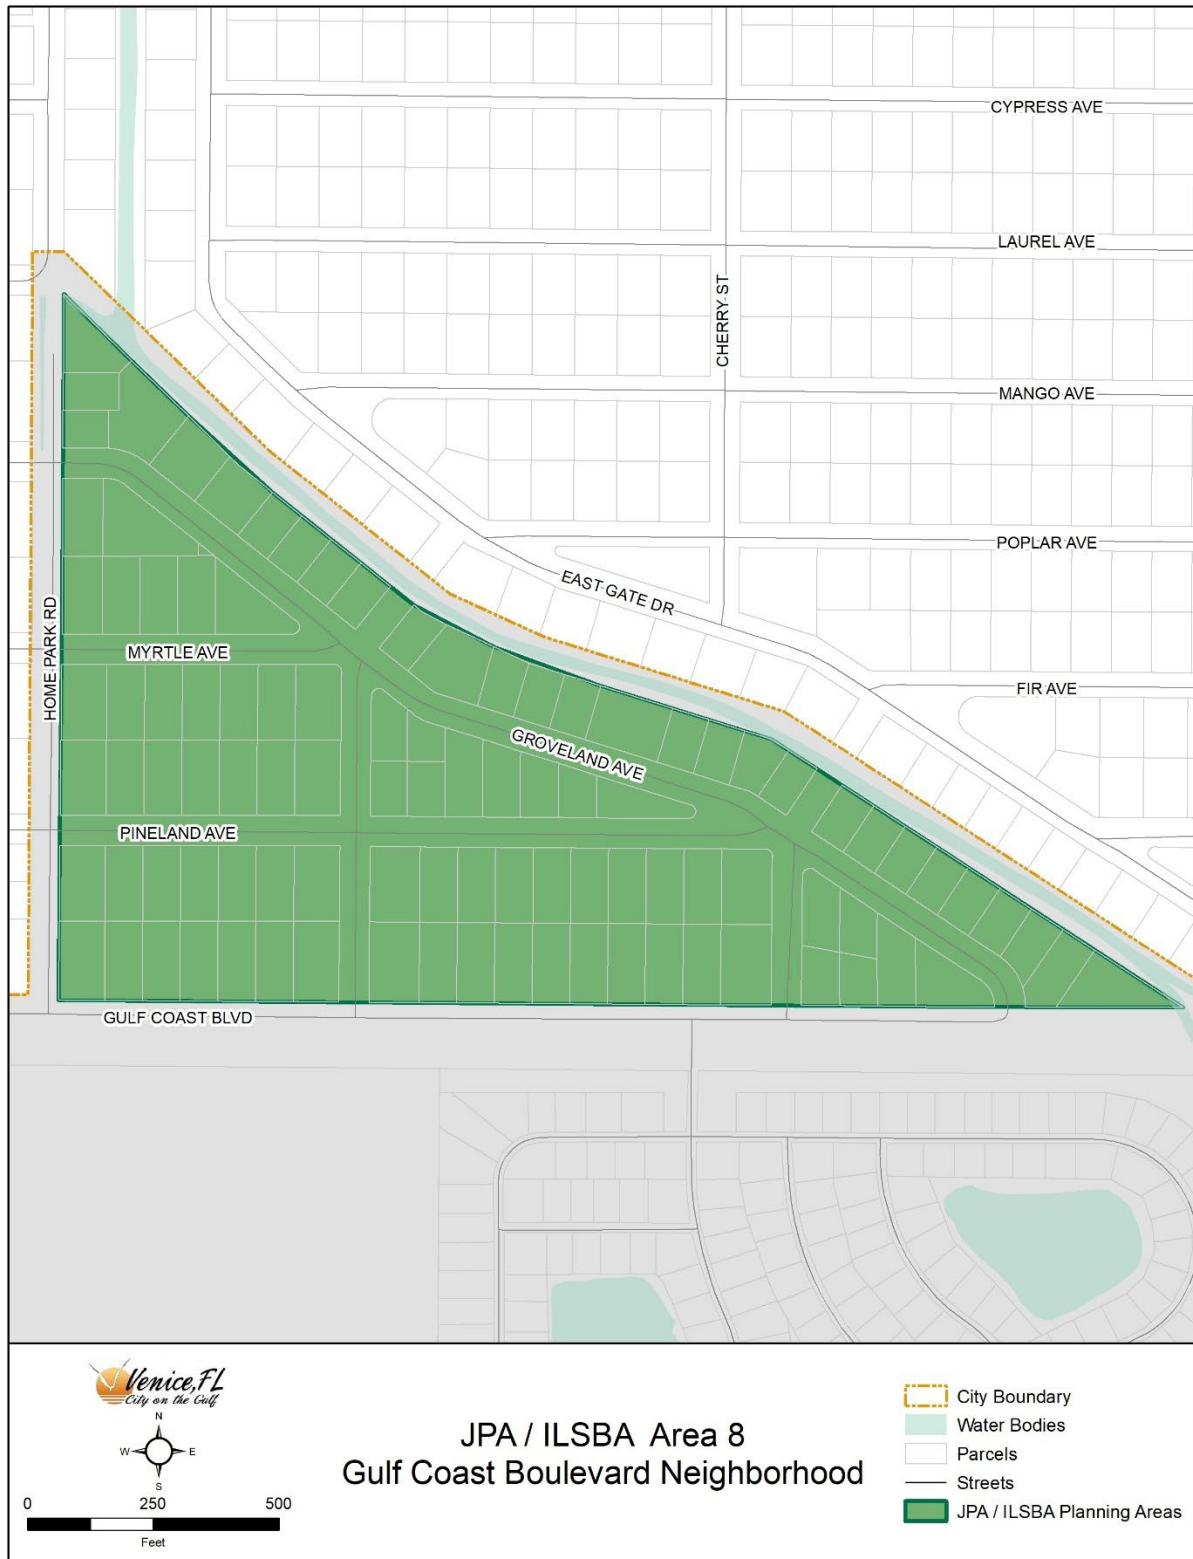 CYPRESS AVE
LAUREL AVE
CHERRY ST
MANGO AVE
POPLAR AVE
EAST GATE DR
HOME PARK RD
MYRTLE AVE
FIR AVE
GROVELAND AVE
PINELAND AVE
GULF COAST BLVD
Venice, FL
City on the Gulf
N
W E
S
0 250 500
Feet
JPA / ILSBA Area 8
Gulf Coast Boulevard Neighborhood
City Boundary
Water Bodies
Parcels
Streets
JPA / ILSBA Planning Areas